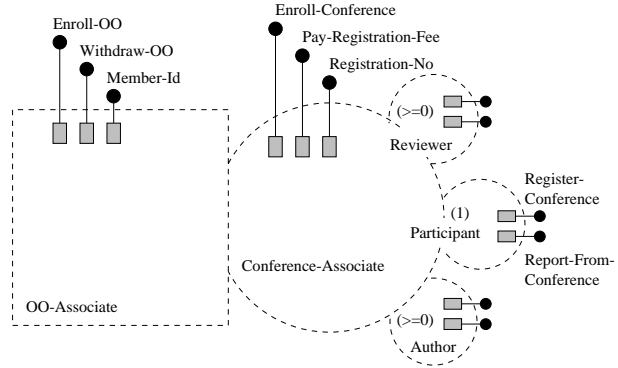 Enroll-OO
Withdraw-OO
Member-Id
Enroll-Conference
Pay-Registration-Fee
Registration-No
(>=0)
Reviewer
Register-
Conference
(1)
Participant
Report-From-
Conference
Conference-Associate
OO-Associate
(>=0)
Author